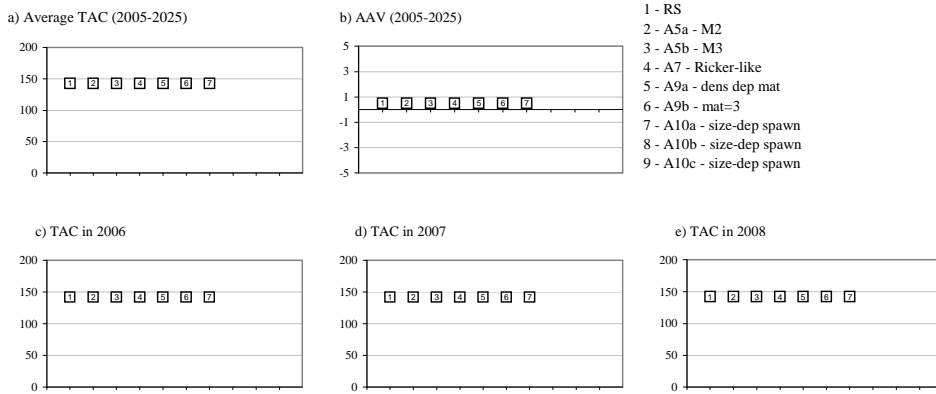 a) Average TAC (2005-2025)
200
150
100
50
0
1 2 3 4 5 6 7
b) AAV (2005-2025)
5
3
1
-1
-3
-5
1 2 3 4 5 6 7
1 - RS
2 - A5a - M2
3 - A5b - M3
4 - A7 - Ricker-like
5 - A9a - dens dep mat
6 - A9b - mat=3
7 - A10a - size-dep spawn
8 - A10b - size-dep spawn
9 - A10c - size-dep spawn
c) TAC in 2006
200
150
100
50
0
1 2 3 4 5 6 7
d) TAC in 2007
200
150
100
50
0
1 2 3 4 5 6 7
e) TAC in 2008
200
150
100
50
0
1 2 3 4 5 6 7